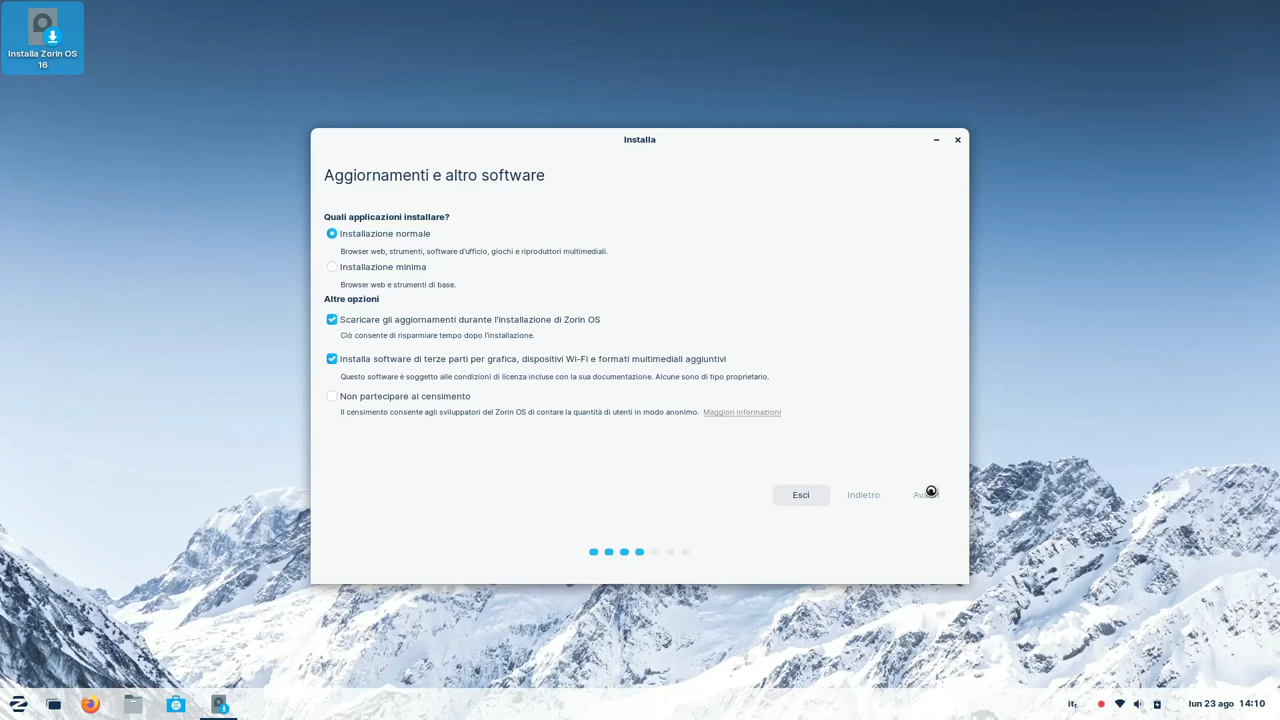 Installa Zorin OS
16
Installa
Aggiornamenti e altro software
Quali applicazioni installare?
Installazione normale
Browser web, strumenti, software d'ufficio, giochi e riproduttori multimediali.
Installazione minima
Browser web e strumenti di base.
Altre opzioni
Scaricare gli aggiornamenti durante l'installazione di Zorin OS
Ciò consente di risparmiare tempo dopo l'installazione.
Installa software di terze parti per grafica, dispositivi Wi-Fi e formati multimediali aggiuntivi
Questo software è soggetto alle condizioni di licenza incluse con la sua documentazione. Alcune sono di tipo proprietario.
Non partecipare al censimento
Il censimento consente agli sviluppatori del Zorin OS di contare la quantità di utenti in modo anonimo. Maggiori informazioni
Esci Indietro
it₁ lun 23 ago 14:10